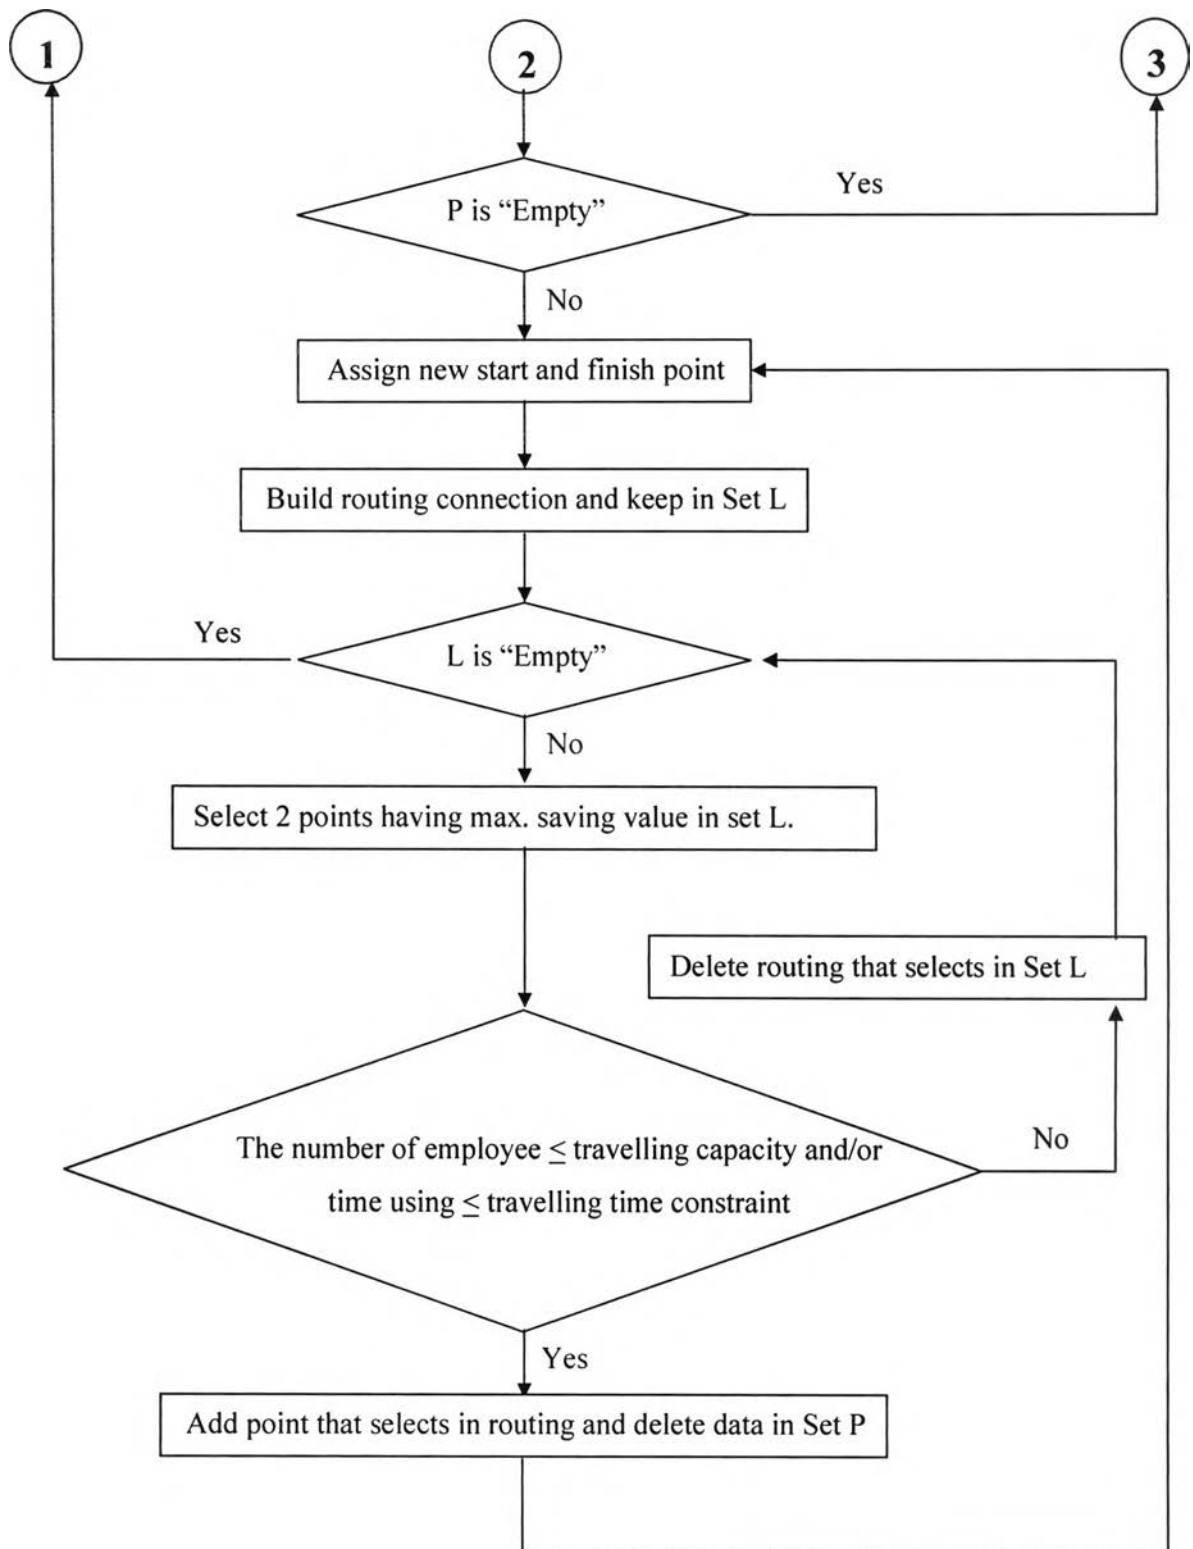 1
2
3
P is “Empty”
Yes
No
Assign new start and finish point
Build routing connection and keep in Set L
Yes
L is “Empty”
No
Select 2 points having max. saving value in set L.
Delete routing that selects in Set L
The number of employee ≤ travelling capacity and/or
time using ≤ travelling time constraint
No
Yes
Add point that selects in routing and delete data in Set P